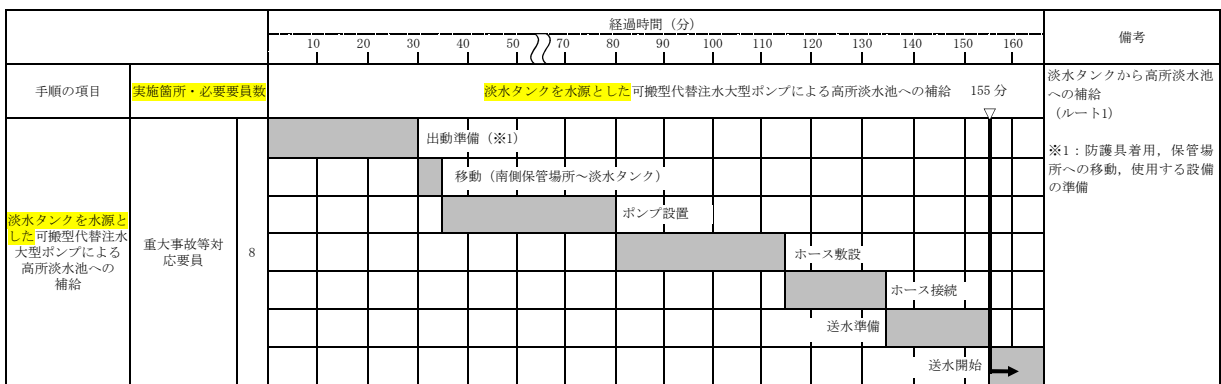 経過時間（分）
備考
10 20 30 40 50 70 80 90 100 110 120 130 140 150 160
手順の項目
実施箇所・必要要員数
淡水タンクを水源とした可搬型代替注水大型ポンプによる高所淡水池への補給 155 分
▽
淡水タンクから高所淡水池
への補給
（ルート1）
※1：防護具着用，保管場
所への移動，使用する設備
の準備
淡水タンクを水源と
した可搬型代替注水
大型ポンプによる
高所淡水池への
補給
重大事故等対
応要員
8
出動準備（※1）
移動（南側保管場所～淡水タンク）
ポンプ設置
ホース敷設
ホース接続
送水準備
送水開始